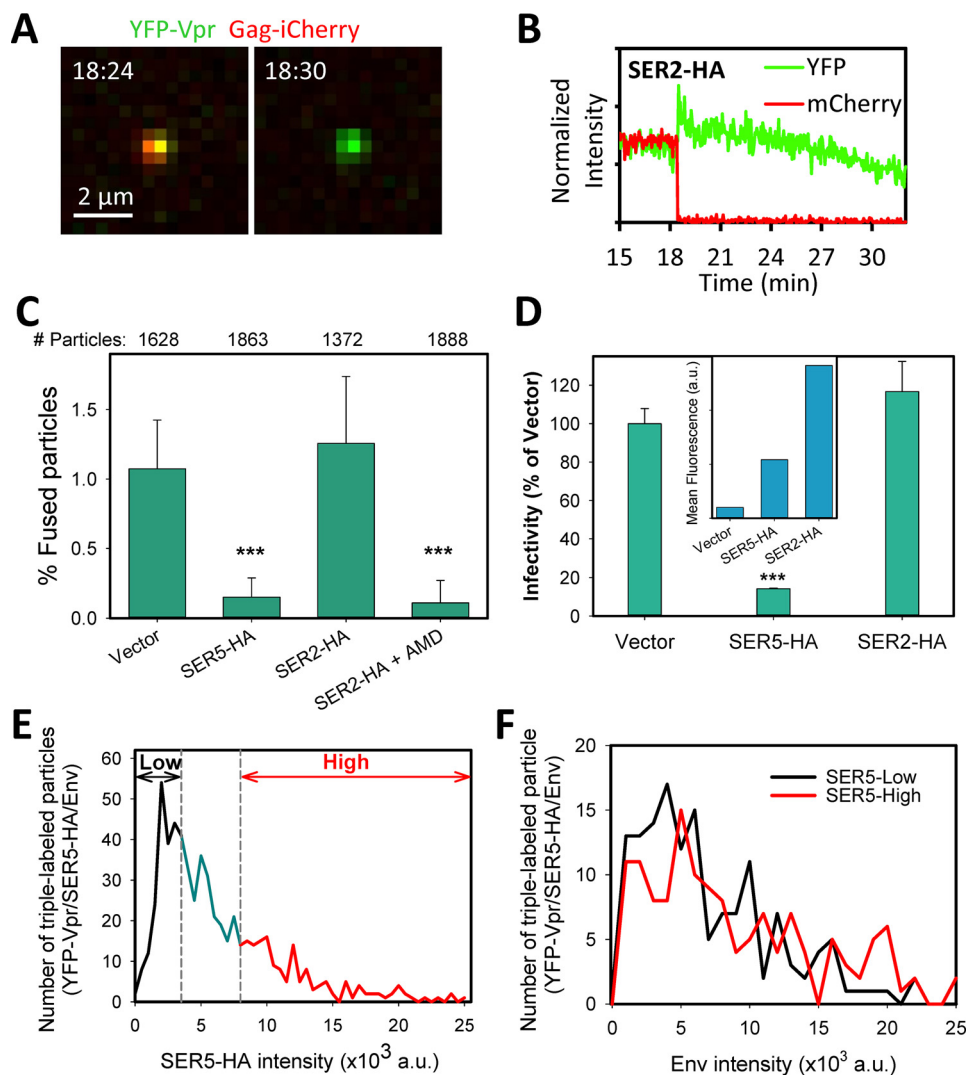 A
YFP-Vpr Gag-iCherry
18:24
18:30
2 μm
B
SER2-HA
YFP
mCherry
Normalized
Intensity
15 18 21 24 27 30
Time (min)
C
# Particles: 1628 1863 1372 1888
% Fused particles
1.5
1.0
0.5
0.0
***
***
Vector
SER5-HA
SER2-HA
SER2-HA + AMD
D
Infectivity (% of Vector)
120
100
80
60
40
20
0
Mean Fluorescence (a.u.)
Vector
SER5-HA
SER2-HA
***
Vector SER5-HA SER2-HA
E
Number of triple-labeled particles
(YFP-Vpr/SER5-HA/Env)
60
50
40
30
20
10
0
Low
High
0 5 10 15 20 25
SER5-HA intensity (x10³ a.u.)
F
Number of triple-labeled particle
(YFP-Vpr/SER5-HA/Env)
20
15
10
5
0
SER5-Low
SER5-High
0 5 10 15 20 25
Env intensity (x10³ a.u.)